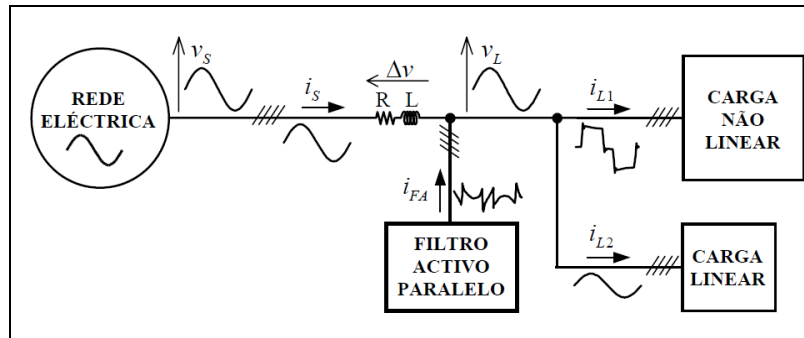 REDE
ELÉCTRICA
v_S
i_S
Δv
R L
v_L
i_L1
CARGA
NÃO
LINEAR
i_FA
FILTRO
ACTIVO
PARALELO
i_L2
CARGA
LINEAR